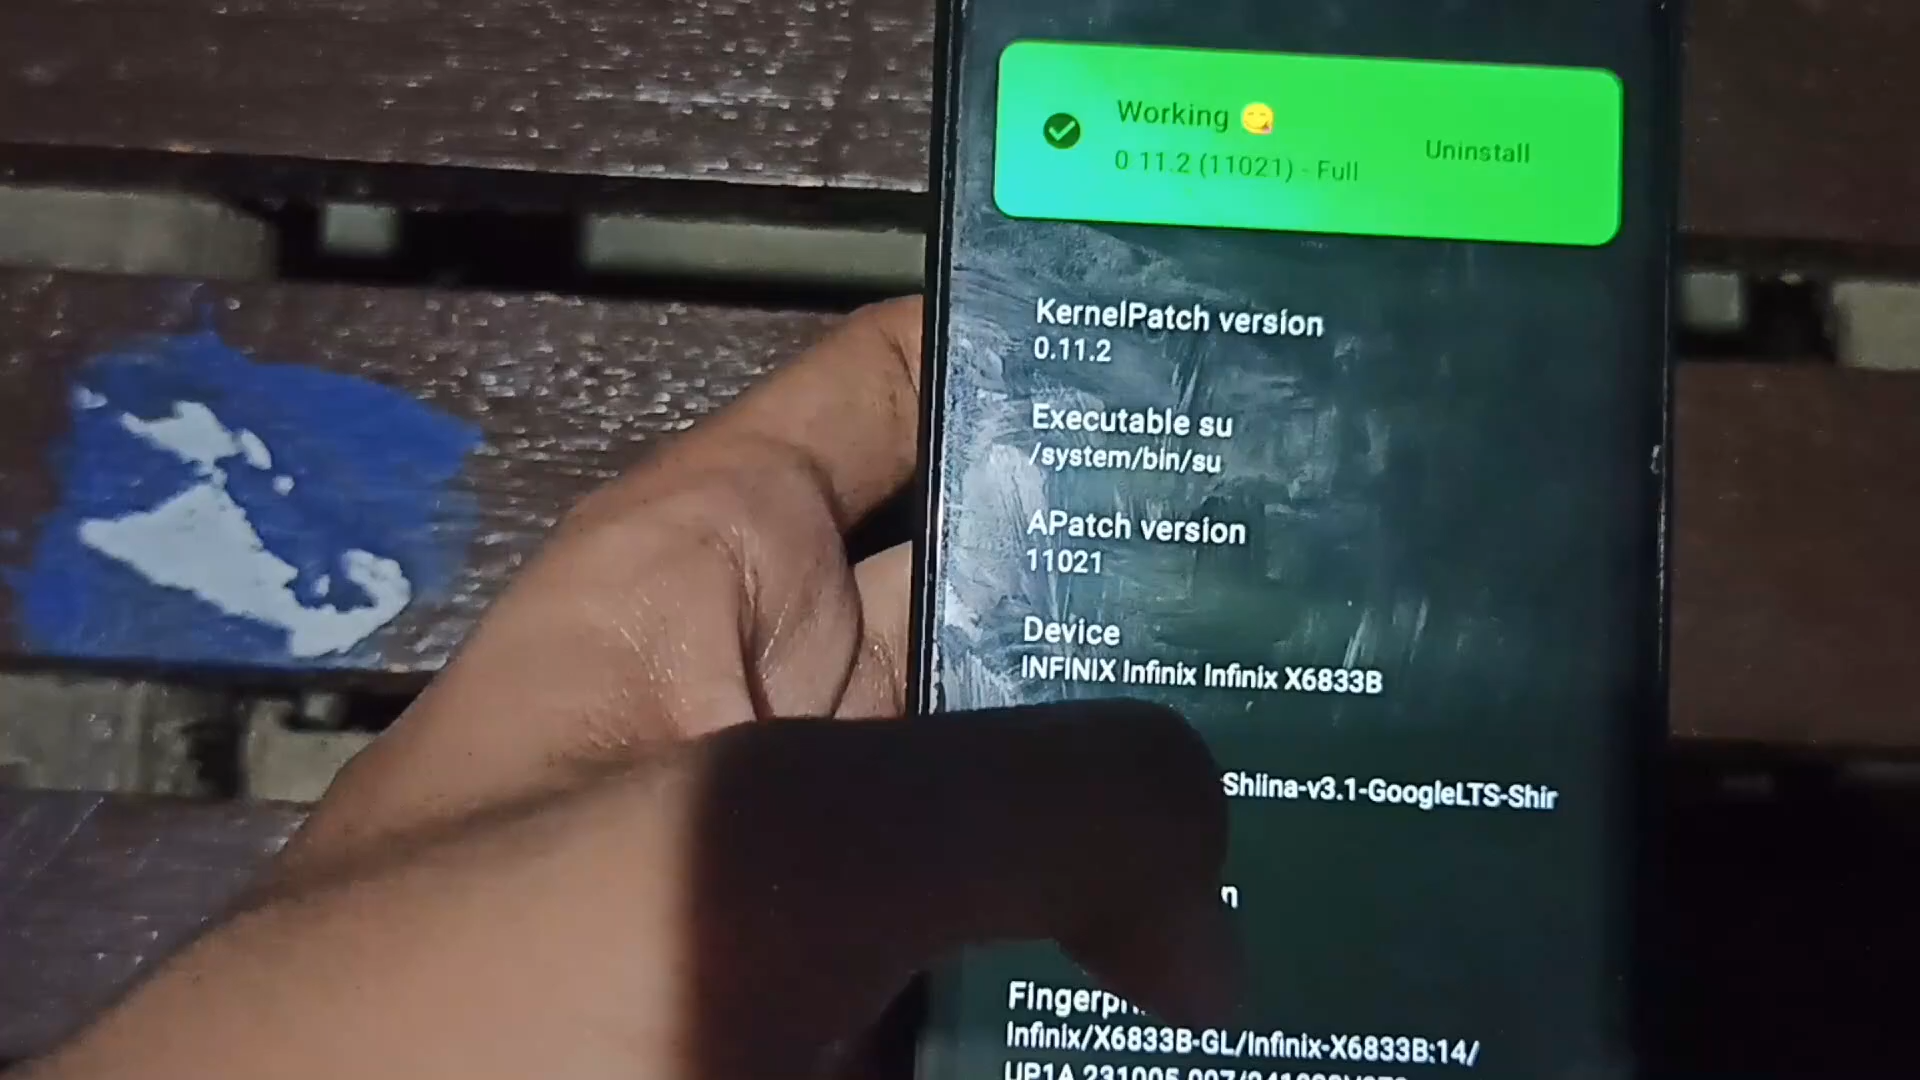 Working 😋
0.11.2 (11021) - Full
Uninstall
KernelPatch version
0.11.2
Executable su
/system/bin/su
APatch version
11021
Device
INFINIX Infinix Infinix X6833B
Shiina-v3.1-GoogleLTS-Shir
n
Infinix/X6833B-GL/Infinix-X6833B:14/